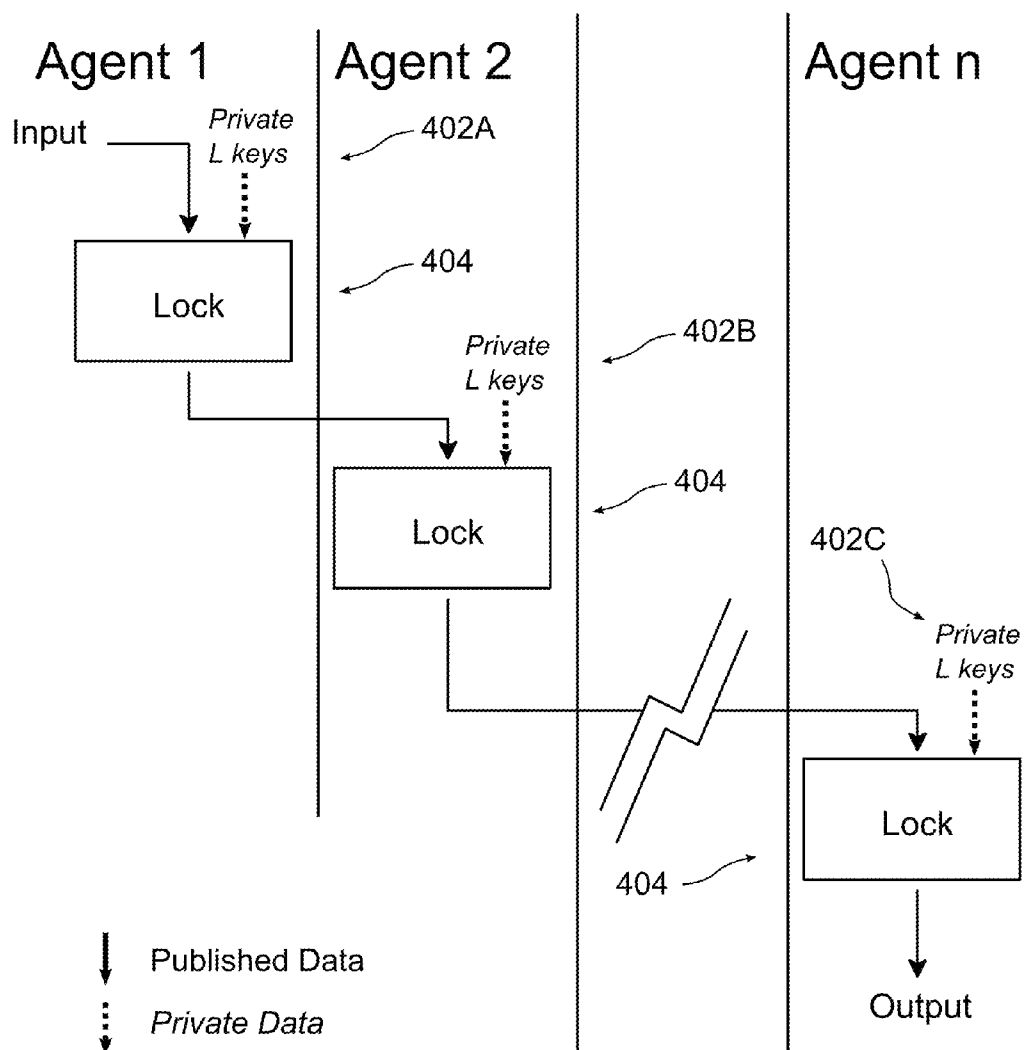 Agent 1
Agent 2
Agent n
Input
Private
L keys
402A
Lock
404
Private
L keys
402B
Lock
404
402C
Private
L keys
Lock
404
Output
Published Data
Private Data